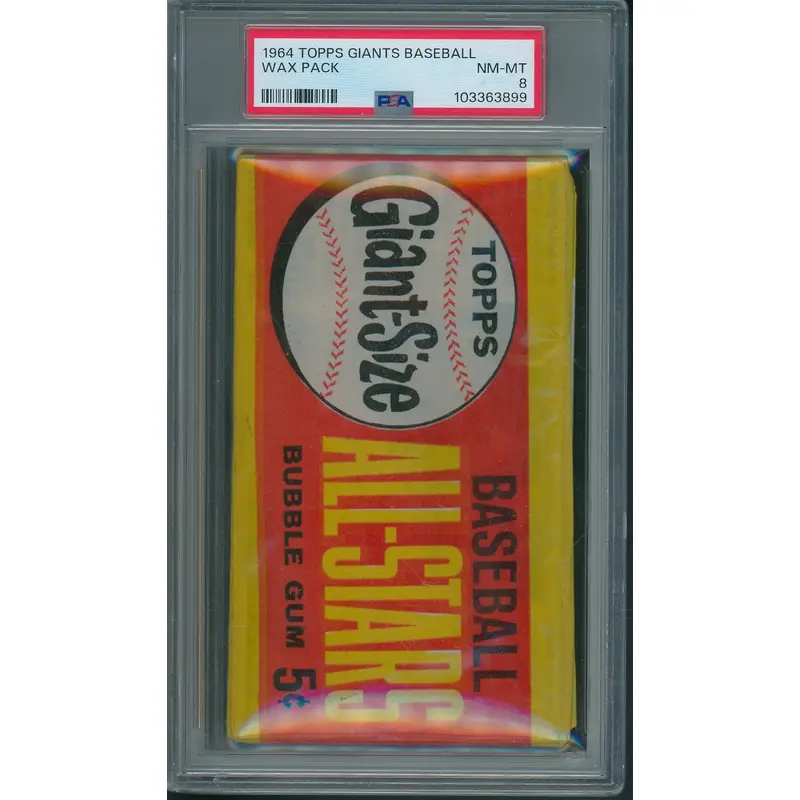 1964 TOPPS GIANTS BASEBALL
WAX PACK NM-MT
8
PSA 103363899
TOPPS
Giant-Size
BASEBALL
ALL-STARS
BUBBLE GUM 5¢